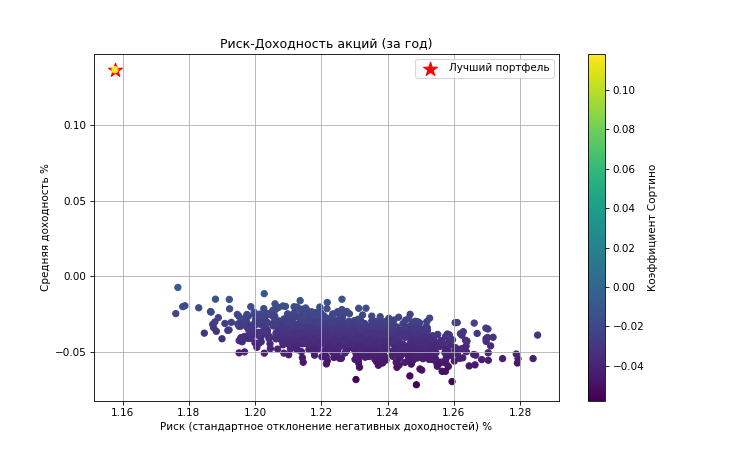 Риск-Доходность акций (за год)
Лучший портфель
Средняя доходность %
0.10
0.05
0.00
−0.05
1.16 1.18 1.20 1.22 1.24 1.26 1.28
Риск (стандартное отклонение негативных доходностей) %
0.10
0.08
0.06
0.04
0.02
0.00
−0.02
−0.04
Коэффициент Сортино